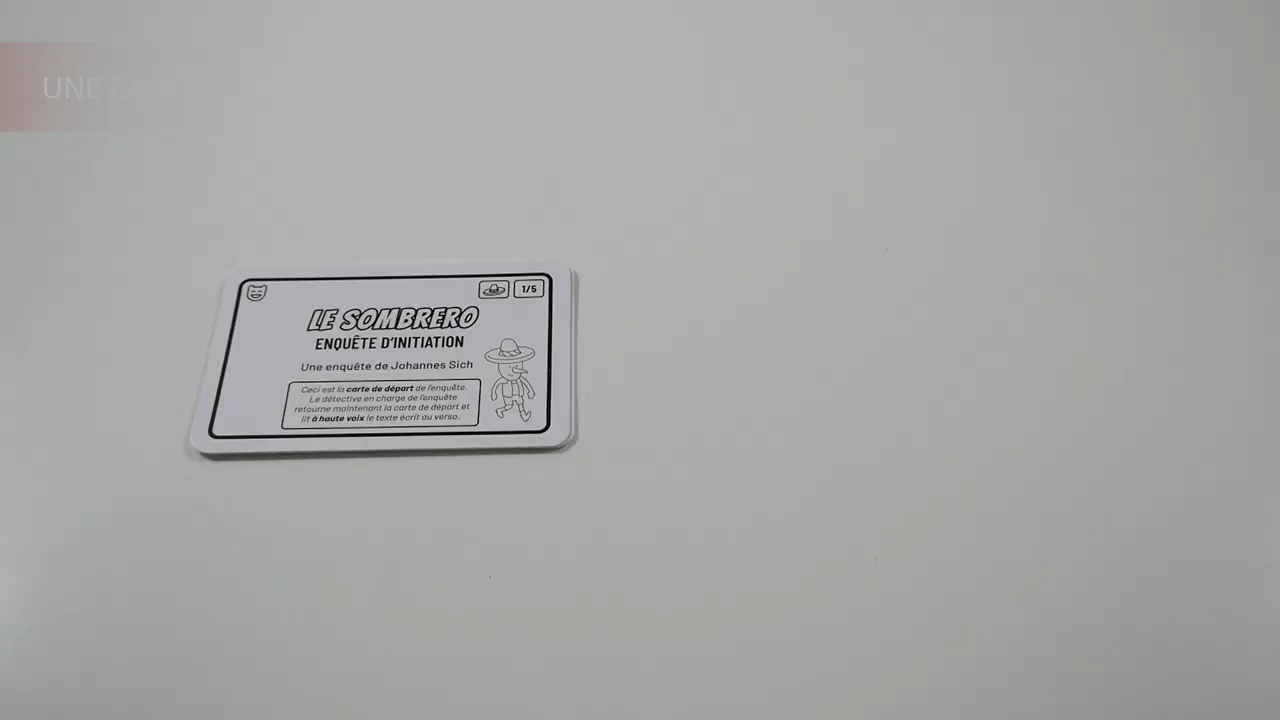 UNE
1/5
LE SOMBRERO
ENQUÊTE D'INITIATION
Une enquête de Johannes Sich
Ceci est la carte de départ de l'enquête.
Le détective en charge de l'enquête
retourne maintenant la carte de départ et
lit à haute voix le texte écrit au verso.